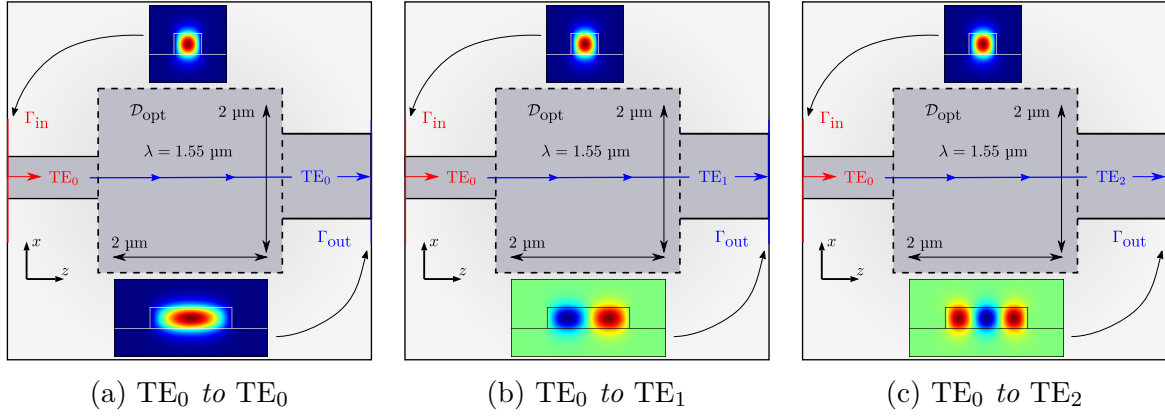 𝒟opt
2 µm
Γin
λ = 1.55 µm
TE₀
TE₀
2 µm
Γout
x
z
(a) TE₀ to TE₀
𝒟opt
2 µm
Γin
λ = 1.55 µm
TE₀
TE₁
2 µm
Γout
x
z
(b) TE₀ to TE₁
𝒟opt
2 µm
Γin
λ = 1.55 µm
TE₀
TE₂
2 µm
Γout
x
z
(c) TE₀ to TE₂